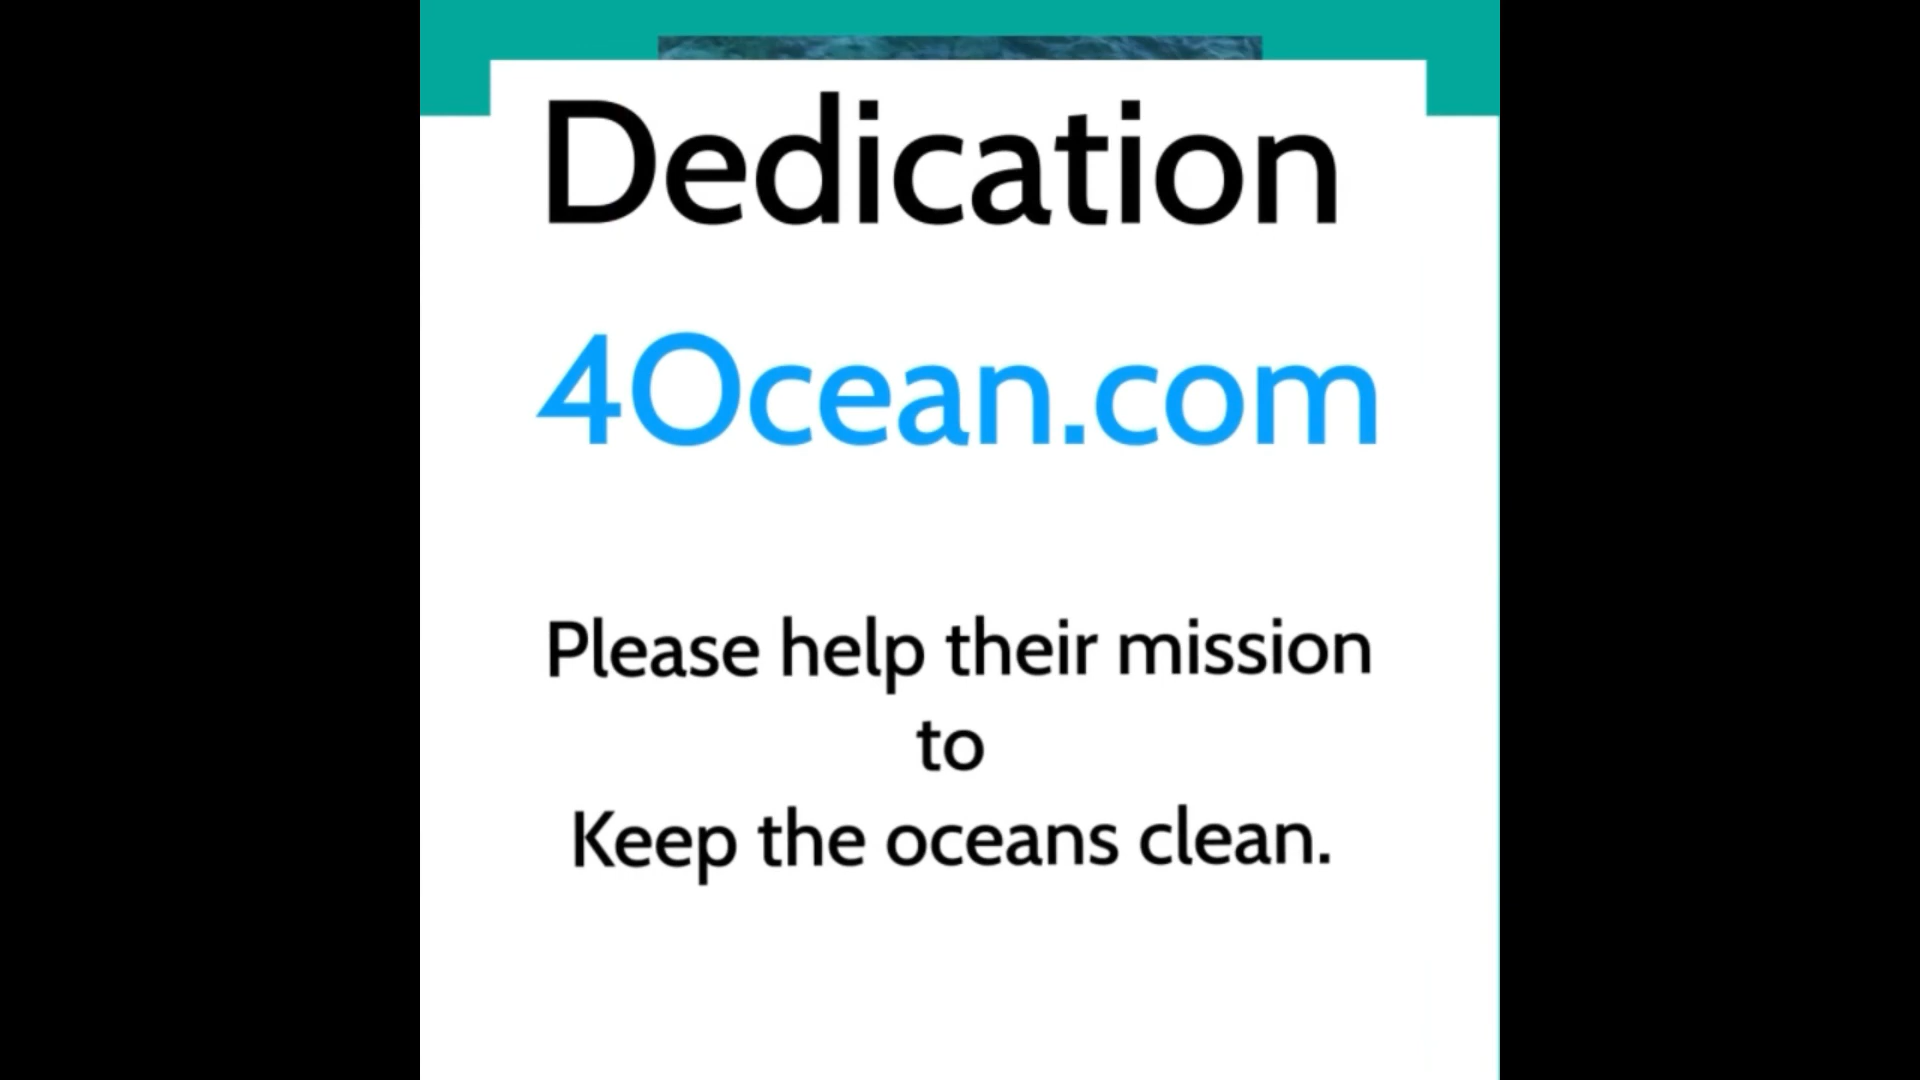 Dedication
4Ocean.com
Please help their mission
to
Keep the oceans clean.